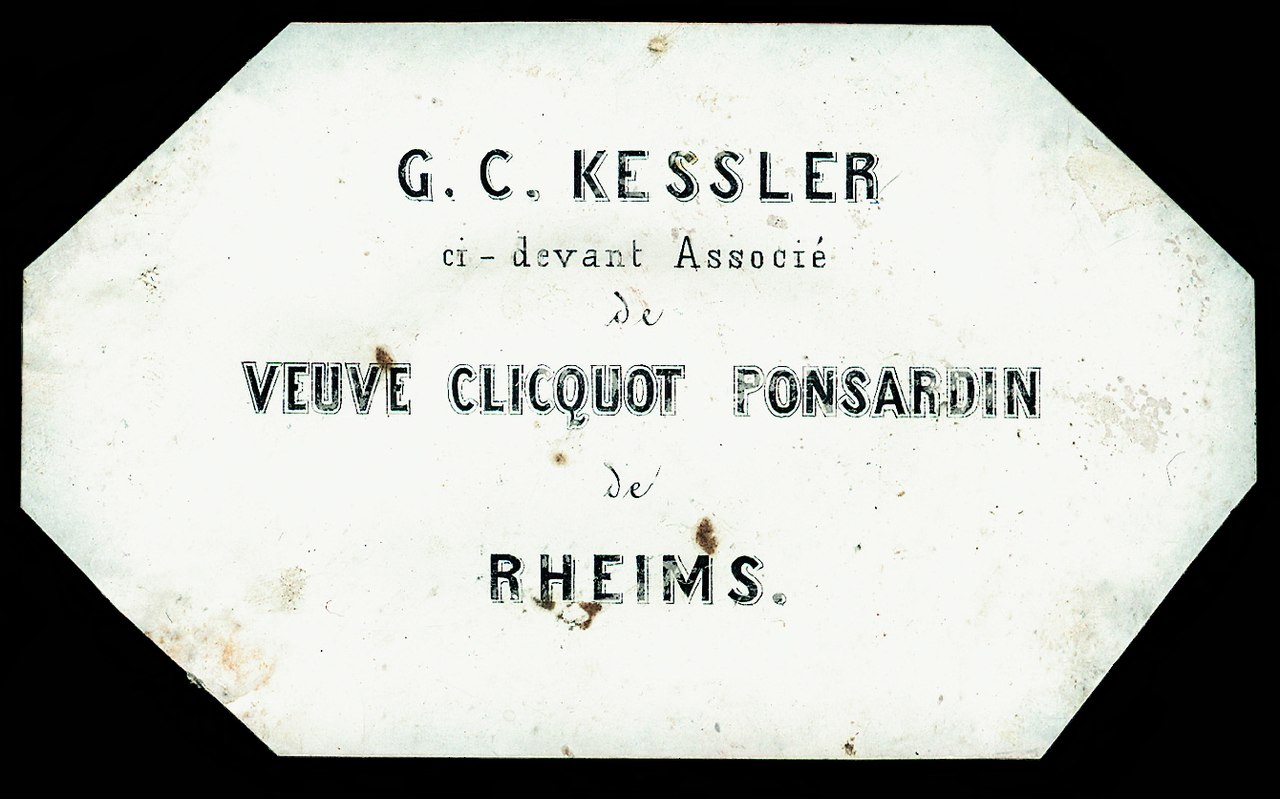 G. C. KESSLER
ci-devant Associé
de
VEUVE CLICQUOT PONSARDIN
de
RHEIMS.